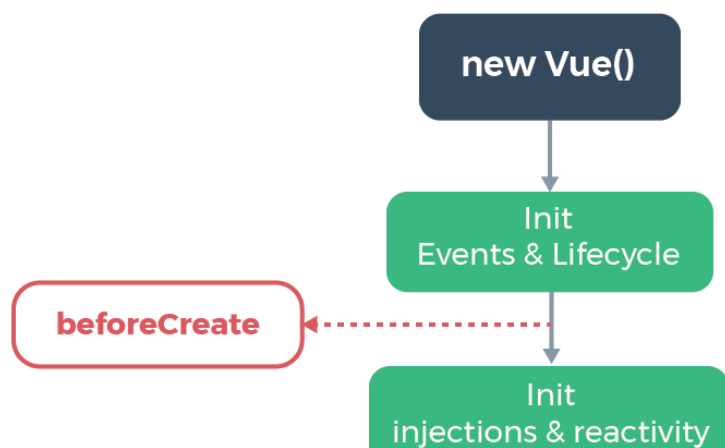 new Vue()
Init
Events & Lifecycle
beforeCreate
Init
injections & reactivity